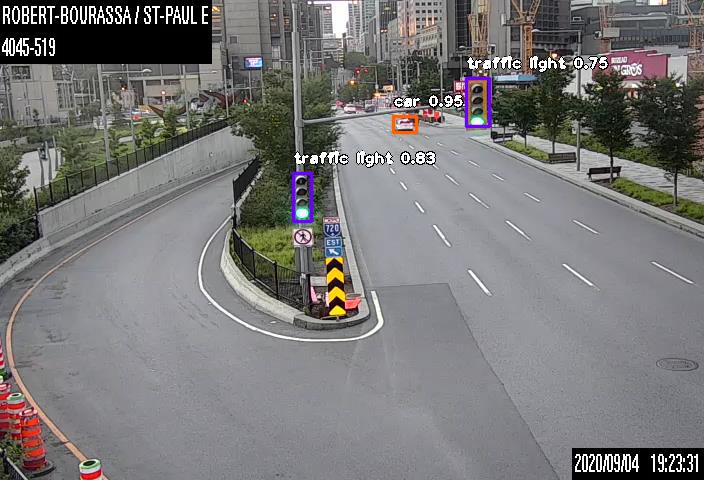 ROBERT-BOURASSA / ST-PAUL E
4045-519
traffic light 0.75
car 0.95
traffic light 0.83
720
EST
2020/09/04 19:23:31